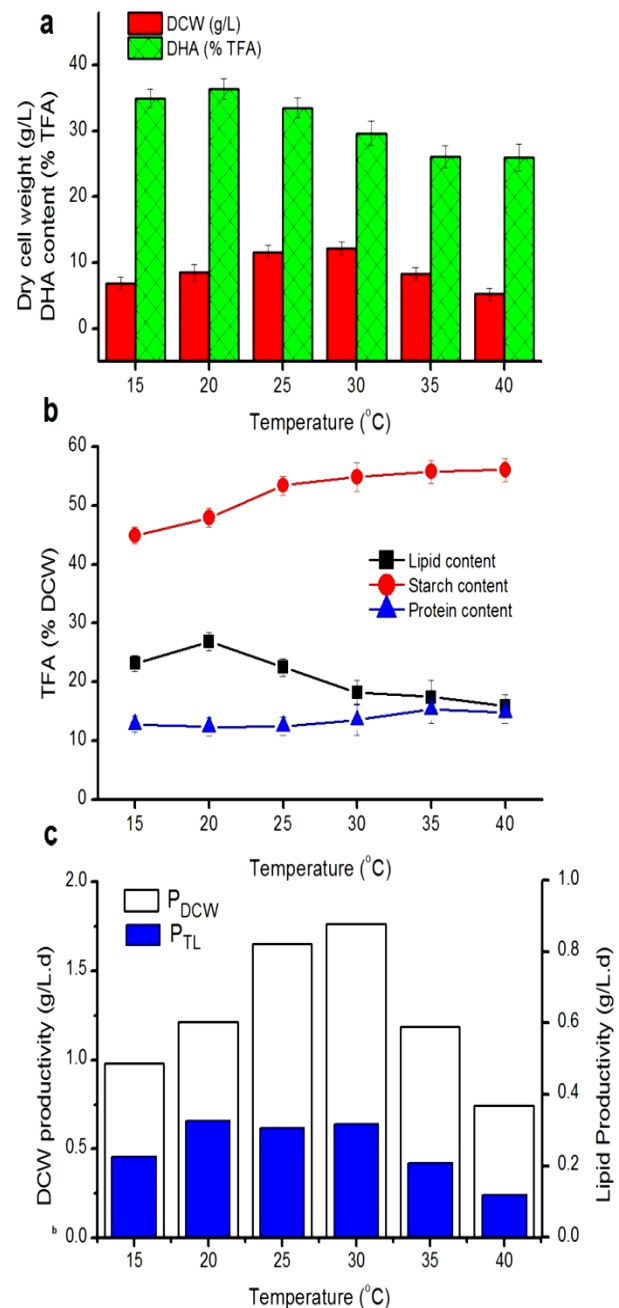 a
DCW (g/L)
DHA (% TFA)
Dry cell weight (g/L)
DHA content (% TFA)
40
30
20
10
0
15 20 25 30 35 40
Temperature (°C)
b
60
50
40
30
20
10
0
TFA (% DCW)
Lipid content
Starch content
Protein content
15 20 25 30 35 40
Temperature (°C)
c
2.0
1.5
1.0
0.5
0.0
DCW productivity (g/L.d)
P_DCW
P_TL
1.0
0.8
0.6
0.4
0.2
0.0
Lipid Productivity (g/L.d)
b
15 20 25 30 35 40
Temperature (°C)